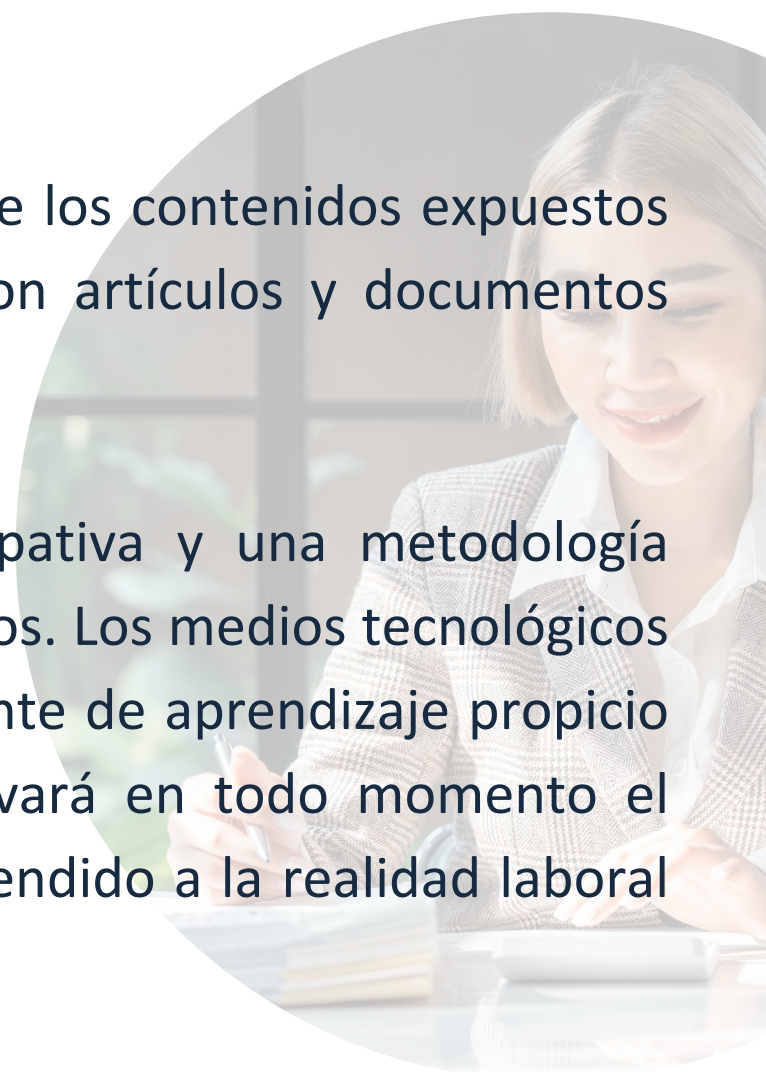 e los contenidos expuestos
on artículos y documentos
pativa y una metodología
os. Los medios tecnológicos
nte de aprendizaje propicio
vará en todo momento el
endido a la realidad laboral